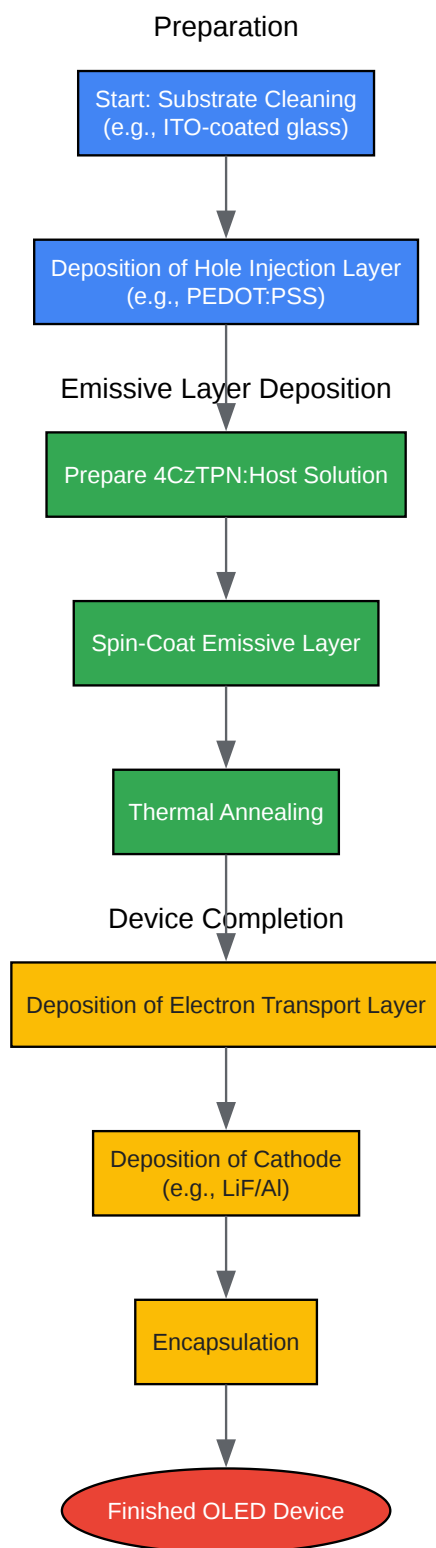 Preparation
Start: Substrate Cleaning
(e.g., ITO-coated glass)
Deposition of Hole Injection Layer
(e.g., PEDOT:PSS)
Emissive Layer Deposition
Prepare 4CzTPN:Host Solution
Spin-Coat Emissive Layer
Thermal Annealing
Device Completion
Deposition of Electron Transport Layer
Deposition of Cathode
(e.g., LiF/Al)
Encapsulation
Finished OLED Device